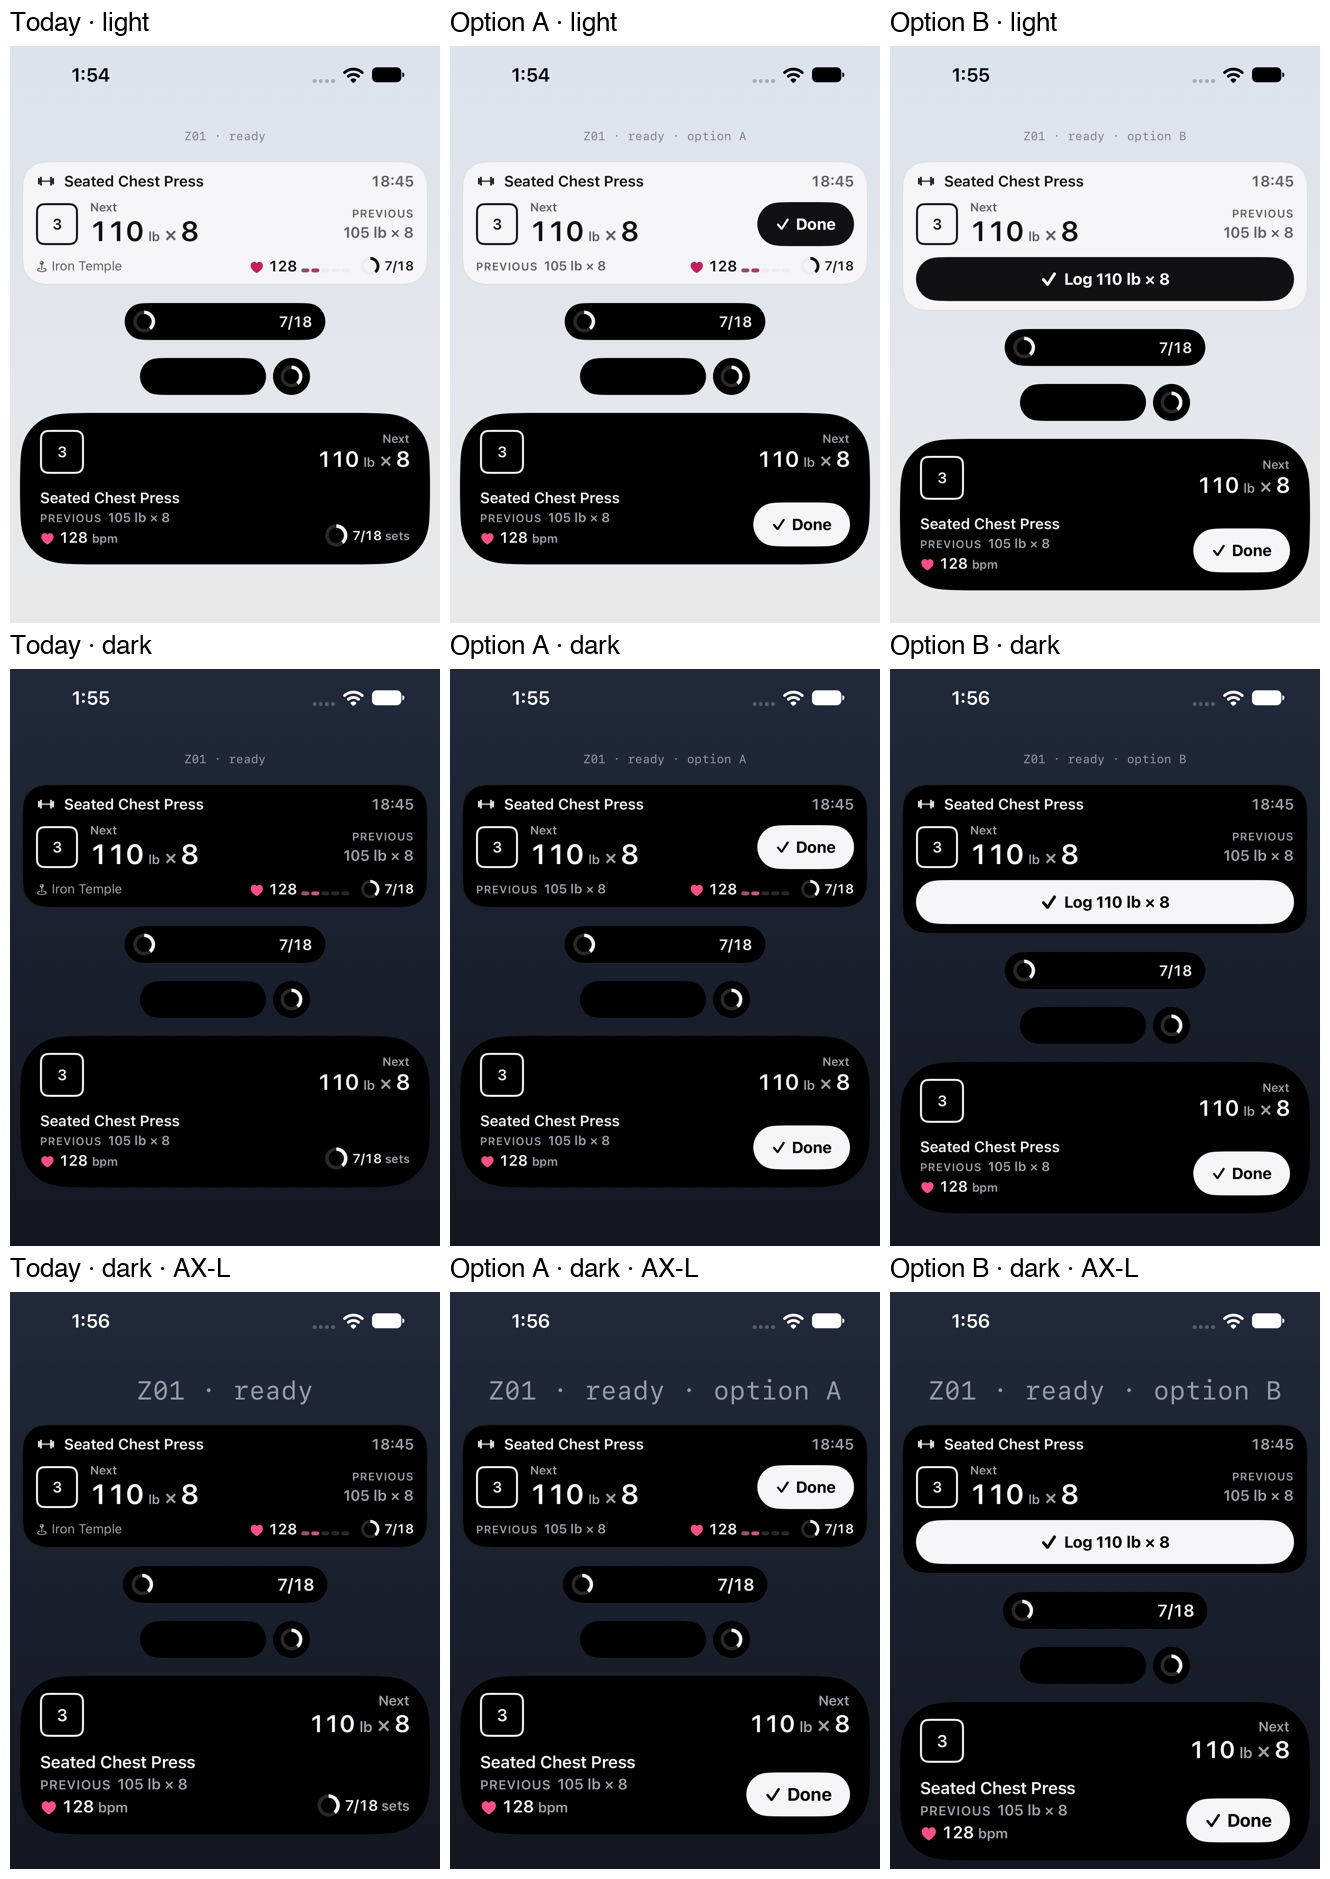 Today · light
1:54
Z01 · ready
Seated Chest Press 18:45
3
Next
110 lb × 8
PREVIOUS
105 lb × 8
Iron Temple 128 7/18
7/18
3
Next
110 lb × 8
Seated Chest Press
PREVIOUS 105 lb × 8
128 bpm 7/18 sets
Option A · light
1:54
Z01 · ready · option A
Seated Chest Press 18:45
3
Next
110 lb × 8
✓ Done
PREVIOUS 105 lb × 8 128 7/18
7/18
3
Next
110 lb × 8
Seated Chest Press
PREVIOUS 105 lb × 8
✓ Done
128 bpm
Option B · light
1:55
Z01 · ready · option B
Seated Chest Press 18:45
3
Next
110 lb × 8
PREVIOUS
105 lb × 8
✓ Log 110 lb × 8
7/18
3
Next
110 lb × 8
Seated Chest Press
PREVIOUS 105 lb × 8
✓ Done
128 bpm
Today · dark
1:55
Z01 · ready
Seated Chest Press 18:45
3
Next
110 lb × 8
PREVIOUS
105 lb × 8
Iron Temple 128 7/18
7/18
3
Next
110 lb × 8
Seated Chest Press
PREVIOUS 105 lb × 8
128 bpm 7/18 sets
Option A · dark
1:55
Z01 · ready · option A
Seated Chest Press 18:45
3
Next
110 lb × 8
✓ Done
PREVIOUS 105 lb × 8 128 7/18
7/18
3
Next
110 lb × 8
Seated Chest Press
PREVIOUS 105 lb × 8
✓ Done
128 bpm
Option B · dark
1:56
Z01 · ready · option B
Seated Chest Press 18:45
3
Next
110 lb × 8
PREVIOUS
105 lb × 8
✓ Log 110 lb × 8
7/18
3
Next
110 lb × 8
Seated Chest Press
PREVIOUS 105 lb × 8
✓ Done
128 bpm
Today · dark · AX-L
1:56
Z01 · ready
Seated Chest Press 18:45
3
Next
110 lb × 8
PREVIOUS
105 lb × 8
Iron Temple 128 7/18
7/18
3
Next
110 lb × 8
Seated Chest Press
PREVIOUS 105 lb × 8
128 bpm 7/18 sets
Option A · dark · AX-L
1:56
Z01 · ready · option A
Seated Chest Press 18:45
3
Next
110 lb × 8
✓ Done
PREVIOUS 105 lb × 8 128 7/18
7/18
3
Next
110 lb × 8
Seated Chest Press
PREVIOUS 105 lb × 8
✓ Done
128 bpm
Option B · dark · AX-L
1:56
Z01 · ready · option B
Seated Chest Press 18:45
3
Next
110 lb × 8
PREVIOUS
105 lb × 8
✓ Log 110 lb × 8
7/18
3
Next
110 lb × 8
Seated Chest Press
PREVIOUS 105 lb × 8
✓ Done
128 bpm